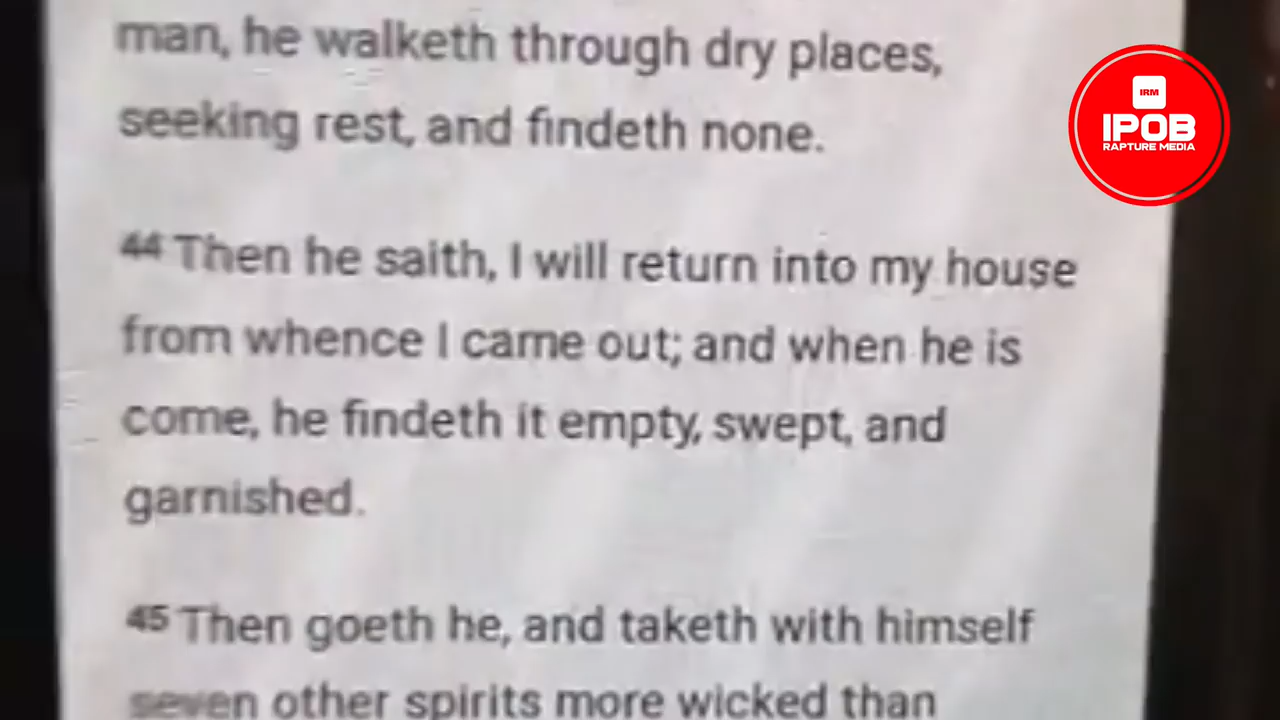 man, he walketh through dry places,
seeking rest, and findeth none.
44 Then he saith, I will return into my house
from whence I came out; and when he is
come, he findeth it empty, swept, and
garnished.
45 Then goeth he, and taketh with himself
seven other spirits more wicked than
IRM
IPOB
RAPTURE MEDIA